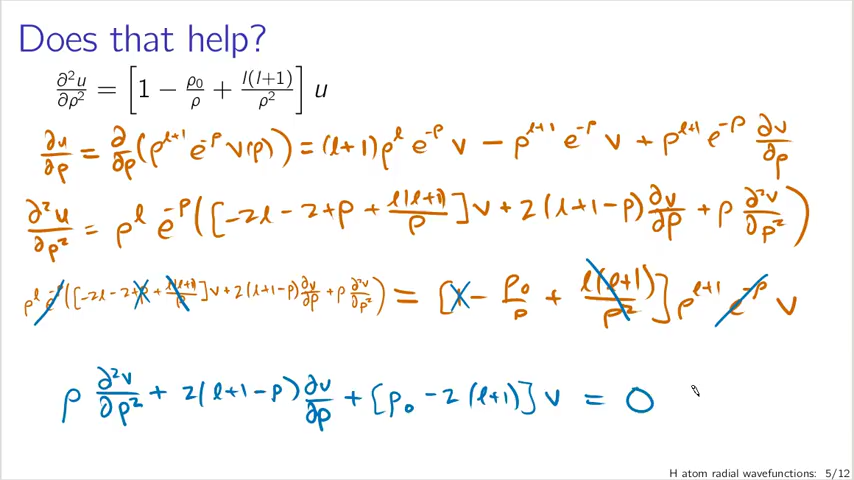 Does that help?
∂²u/∂ρ² = [1 − ρ₀/ρ + l(l+1)/ρ²] u
∂u/∂ρ = ∂/∂ρ (ρ^{l+1} e^{-ρ} v(ρ)) = (l+1)ρ^l e^{-ρ} v − ρ^{l+1} e^{-ρ} v + ρ^{l+1} e^{-ρ} ∂v/∂ρ
∂²u/∂ρ² = ρ^l e^{-ρ} ([−2l − 2 + ρ + l(l+1)/ρ] v + 2(l+1−ρ) ∂v/∂ρ + ρ ∂²v/∂ρ²)
ρ^l e^{-ρ} ([−2l − 2 + ρ + l(l+1)/ρ] v + 2(l+1−ρ) ∂v/∂ρ + ρ ∂²v/∂ρ²) = [1 − ρ₀/ρ + l(l+1)/ρ²] ρ^{l+1} e^{-ρ} v
ρ ∂²v/∂ρ² + 2(l+1−ρ) ∂v/∂ρ + [ρ₀ − 2(l+1)] v = 0
H atom radial wavefunctions: 5/12